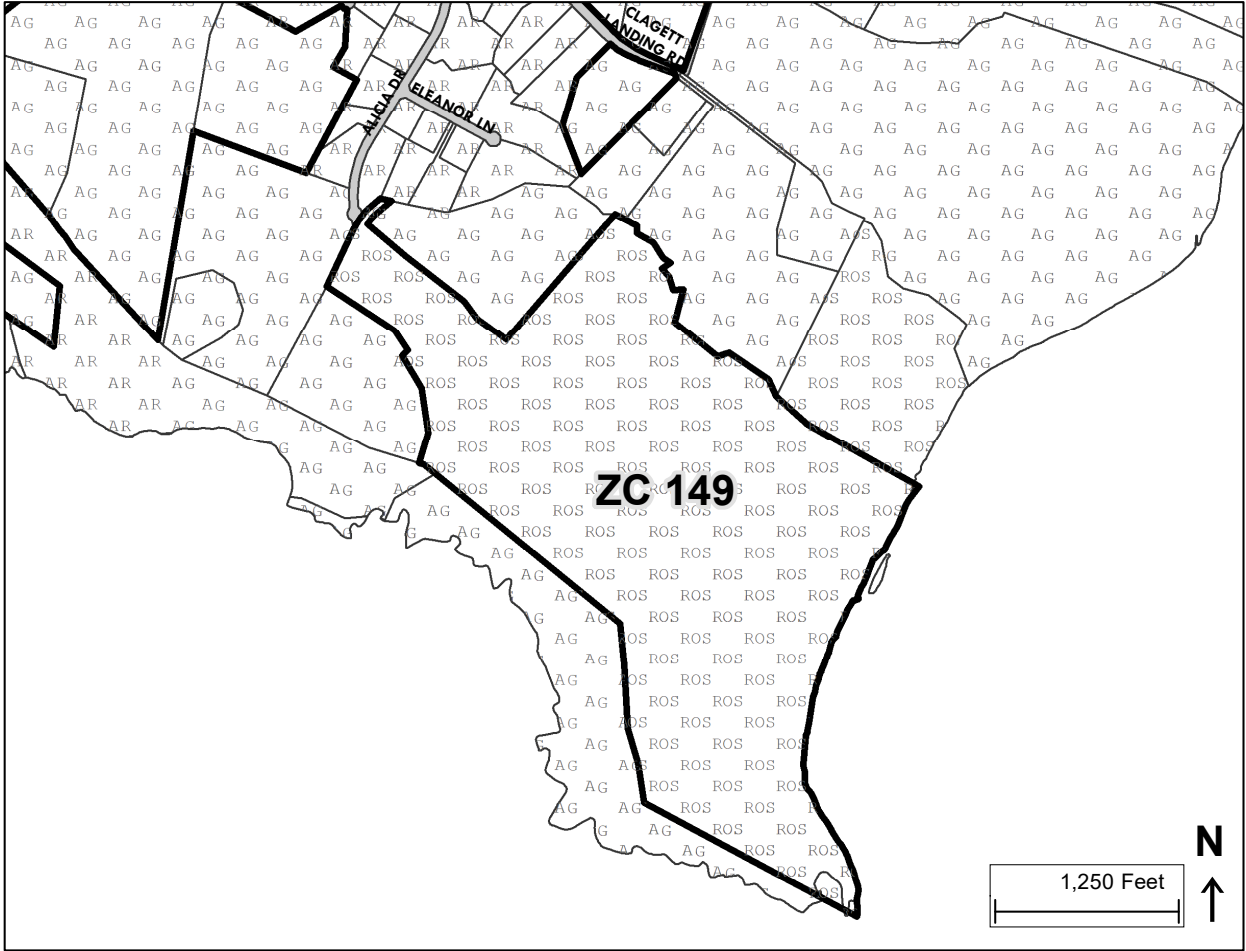 CLAGETT
LANDING RD
ALICIA DR
ELEANOR LN
AG
AR
ROS
ZC 149
N
1,250 Feet